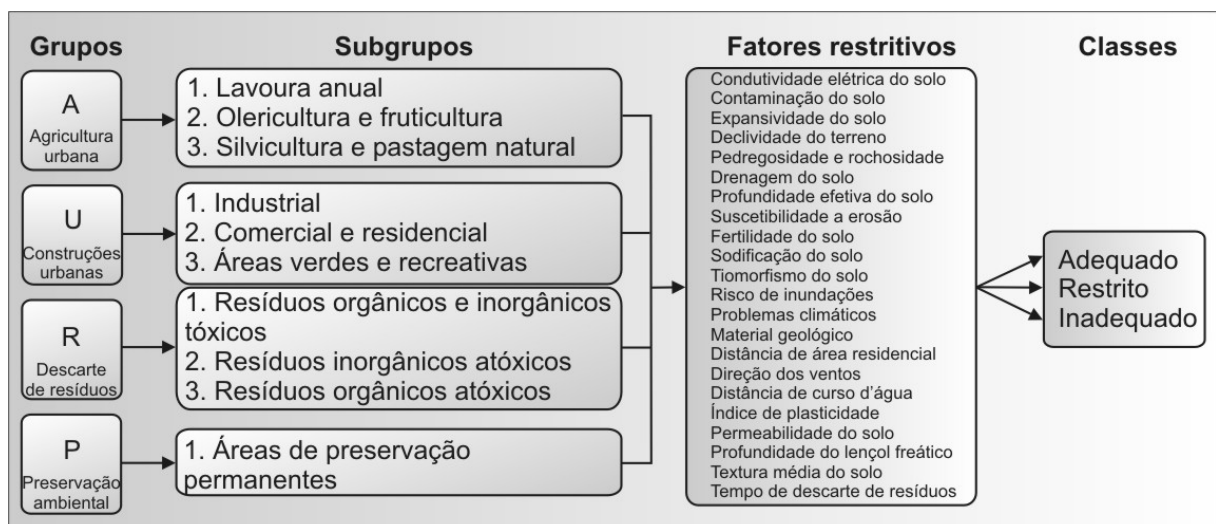 Grupos
Subgrupos
Fatores restritivos
Classes
A
Agricultura
urbana
1. Lavoura anual
2. Olericultura e fruticultura
3. Silvicultura e pastagem natural
U
Construções
urbanas
1. Industrial
2. Comercial e residencial
3. Áreas verdes e recreativas
R
Descarte
de resíduos
1. Resíduos orgânicos e inorgânicos
tóxicos
2. Resíduos inorgânicos atóxicos
3. Resíduos orgânicos atóxicos
P
Preservação
ambiental
1. Áreas de preservação
permanentes
Condutividade elétrica do solo
Contaminação do solo
Expansividade do solo
Declividade do terreno
Pedregosidade e rochosidade
Drenagem do solo
Profundidade efetiva do solo
Suscetibilidade a erosão
Fertilidade do solo
Sodificação do solo
Tiomorfismo do solo
Risco de inundações
Problemas climáticos
Material geológico
Distância de área residencial
Direção dos ventos
Distância de curso d'água
Índice de plasticidade
Permeabilidade do solo
Profundidade do lençol freático
Textura média do solo
Tempo de descarte de resíduos
Adequado
Restrito
Inadequado